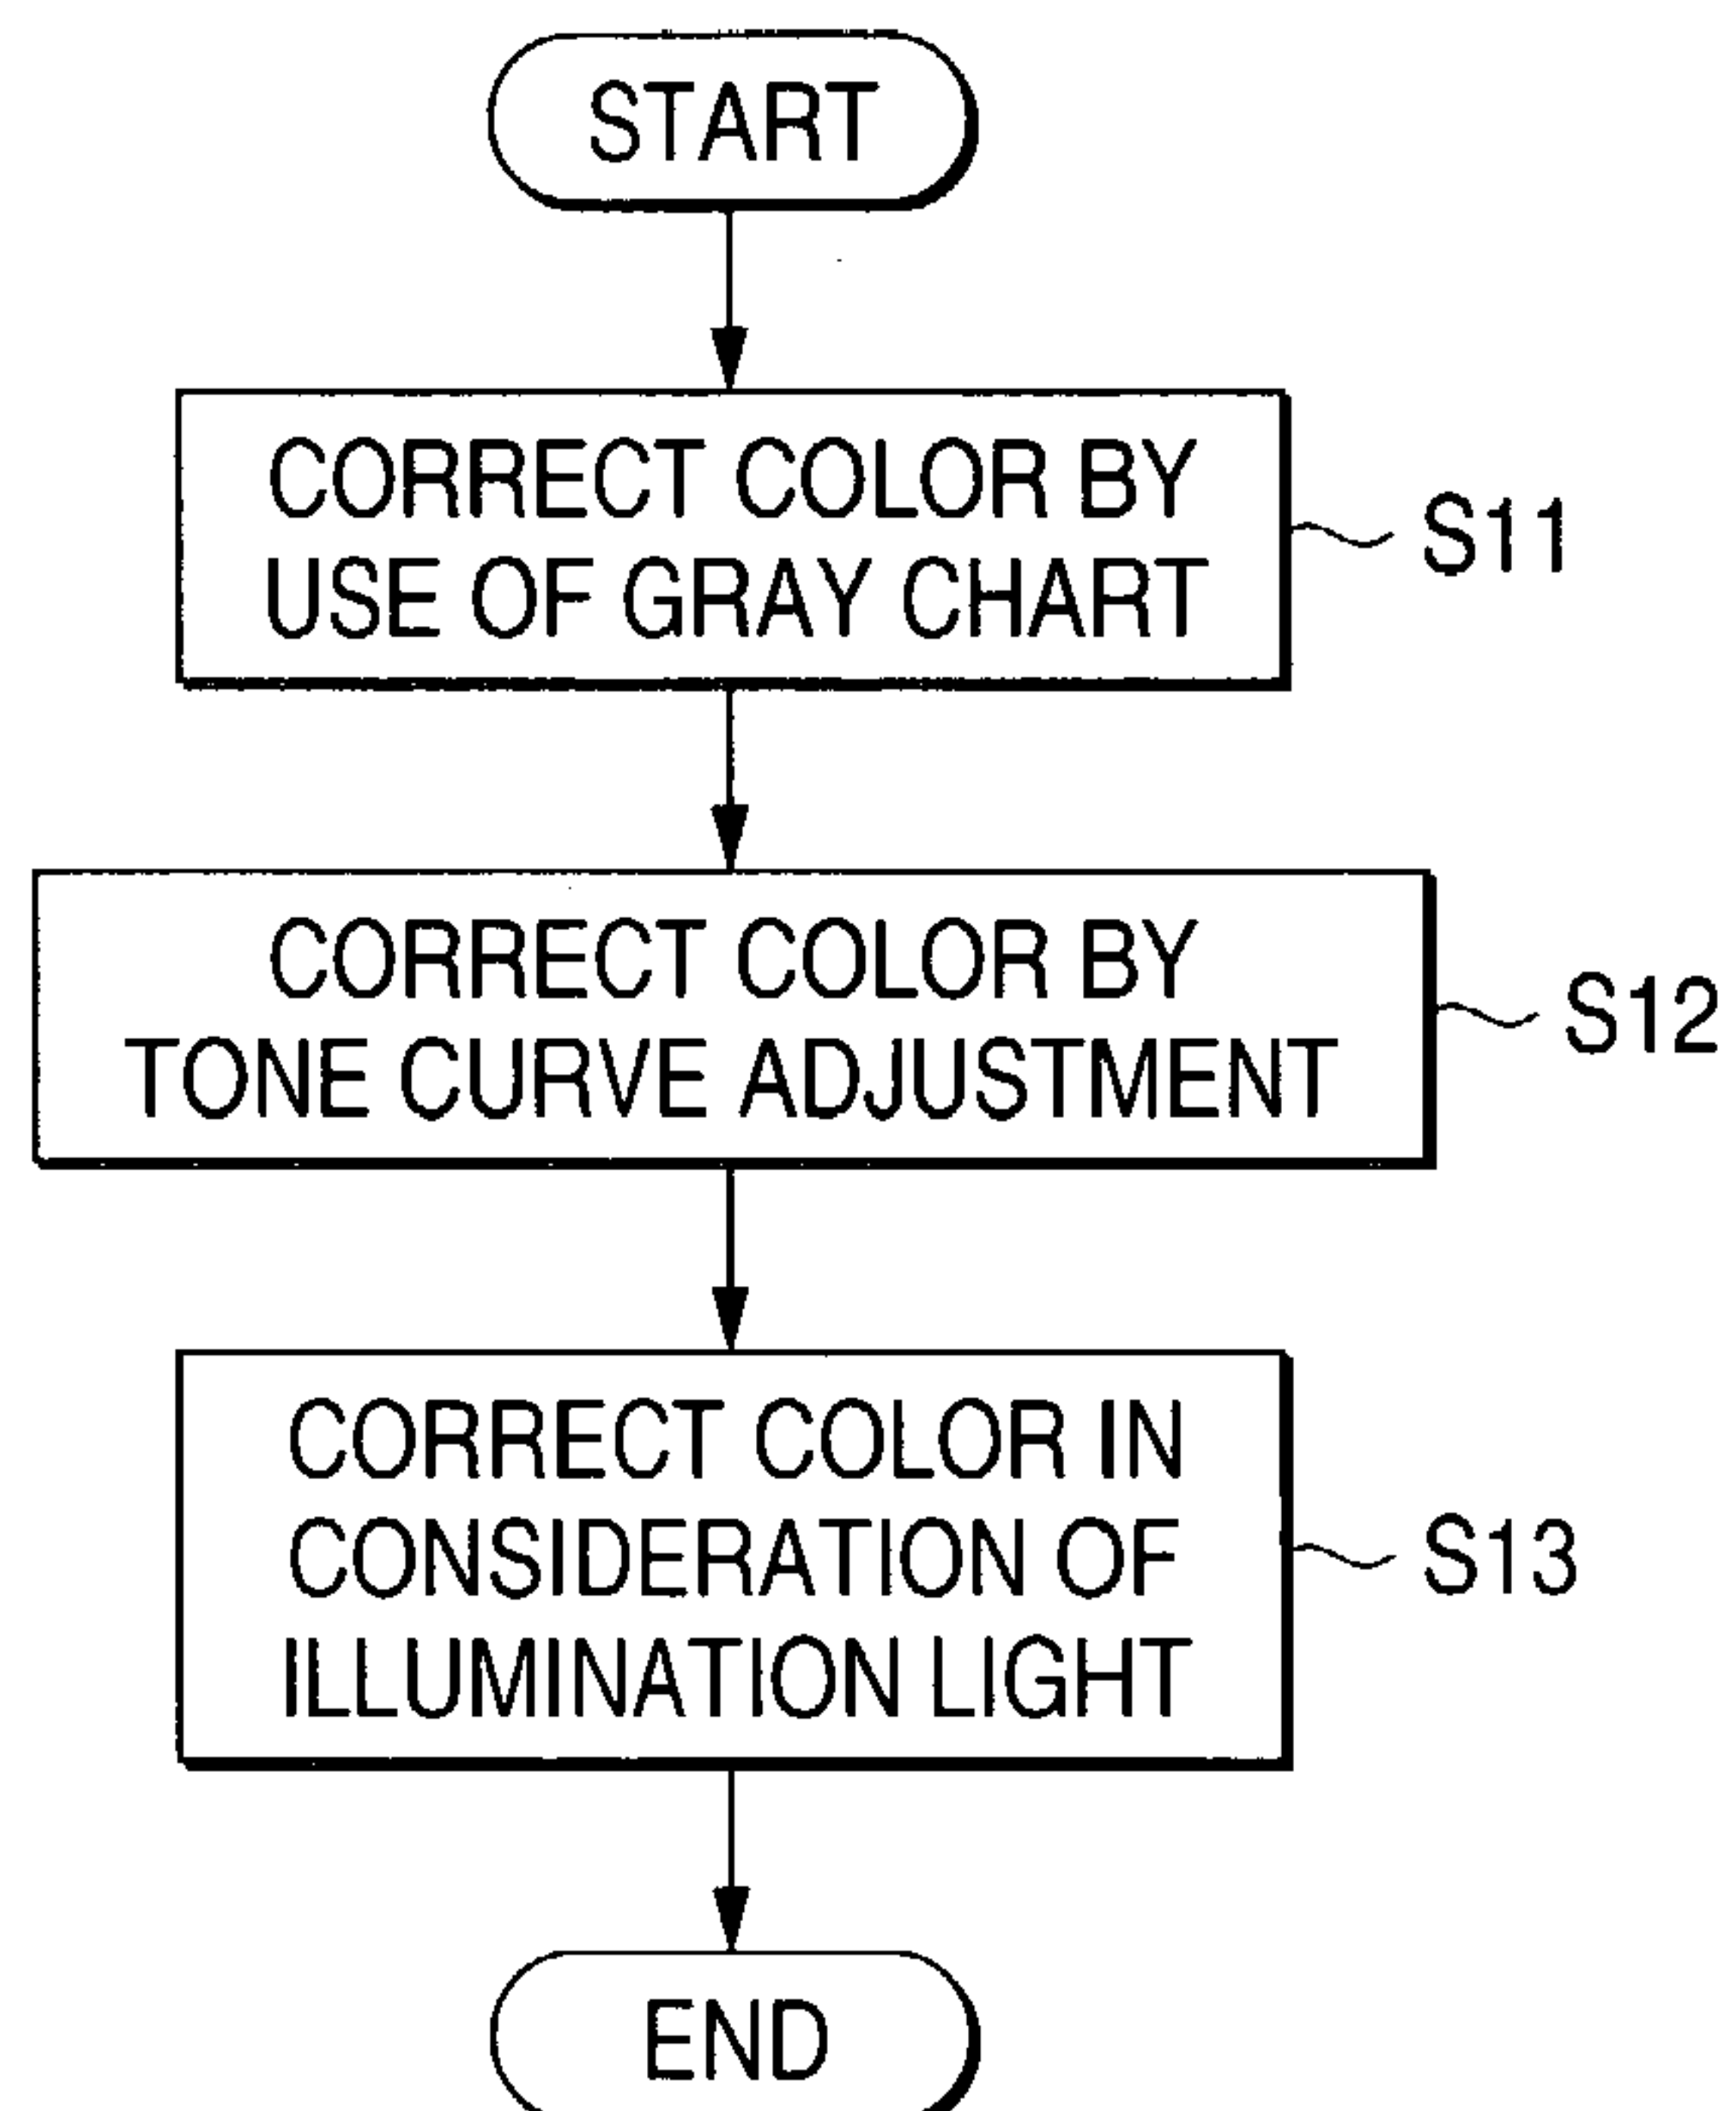 START
CORRECT COLOR BY
USE OF GRAY CHART
S11
CORRECT COLOR BY
TONE CURVE ADJUSTMENT
S12
CORRECT COLOR IN
CONSIDERATION OF
ILLUMINATION LIGHT
S13
END